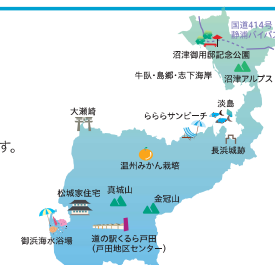 国道414号
静浦バイパス
沼津御用邸記念公園
牛臥・島郷・志下海岸
沼津アルプス
大瀬崎
淡島
らららサンビーチ
す。
長浜城跡
温州みかん栽培
真城山
松城家住宅
金冠山
御浜海水浴場
道の駅くるら戸田
(戸田地区センター)